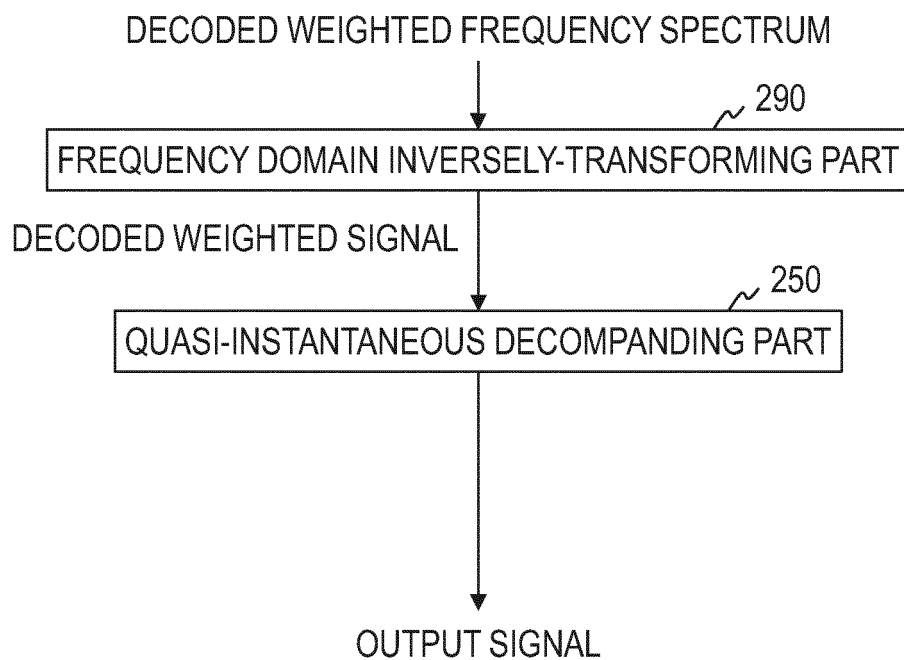 DECODED WEIGHTED FREQUENCY SPECTRUM
290
FREQUENCY DOMAIN INVERSELY-TRANSFORMING PART
DECODED WEIGHTED SIGNAL
250
QUASI-INSTANTANEOUS DECOMPANDING PART
OUTPUT SIGNAL